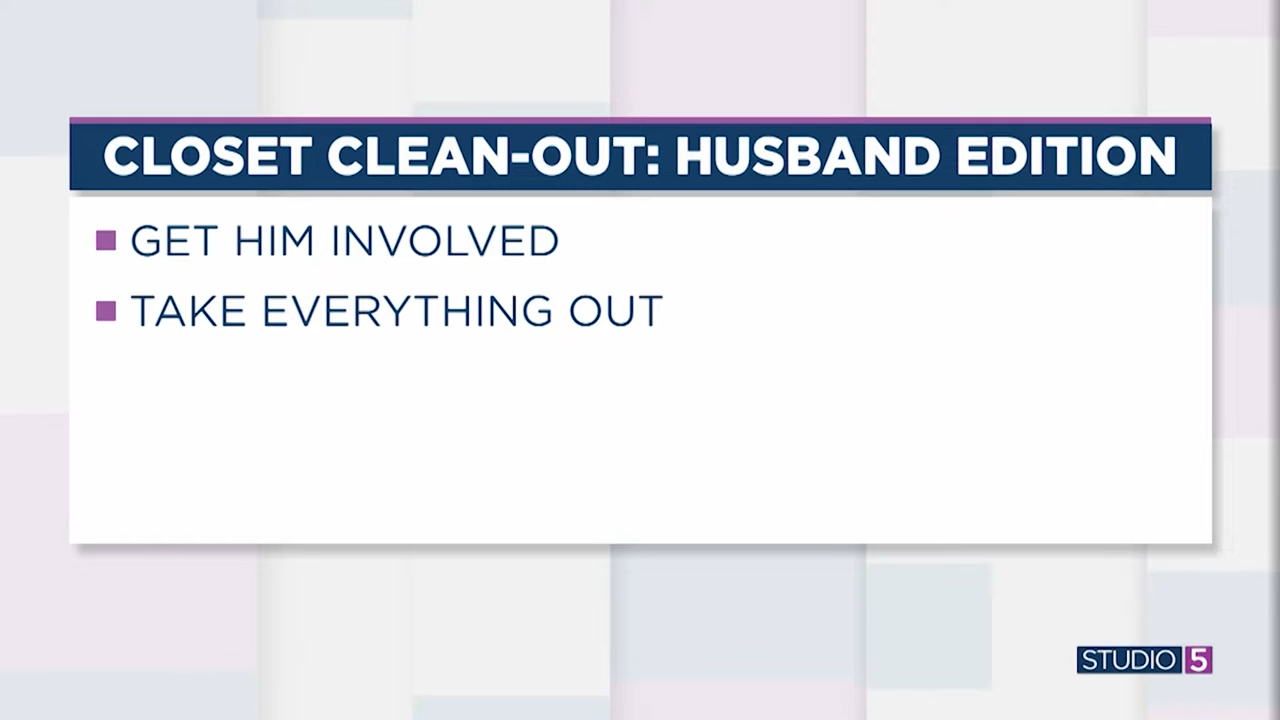 CLOSET CLEAN-OUT: HUSBAND EDITION
GET HIM INVOLVED
TAKE EVERYTHING OUT
STUDIO 5